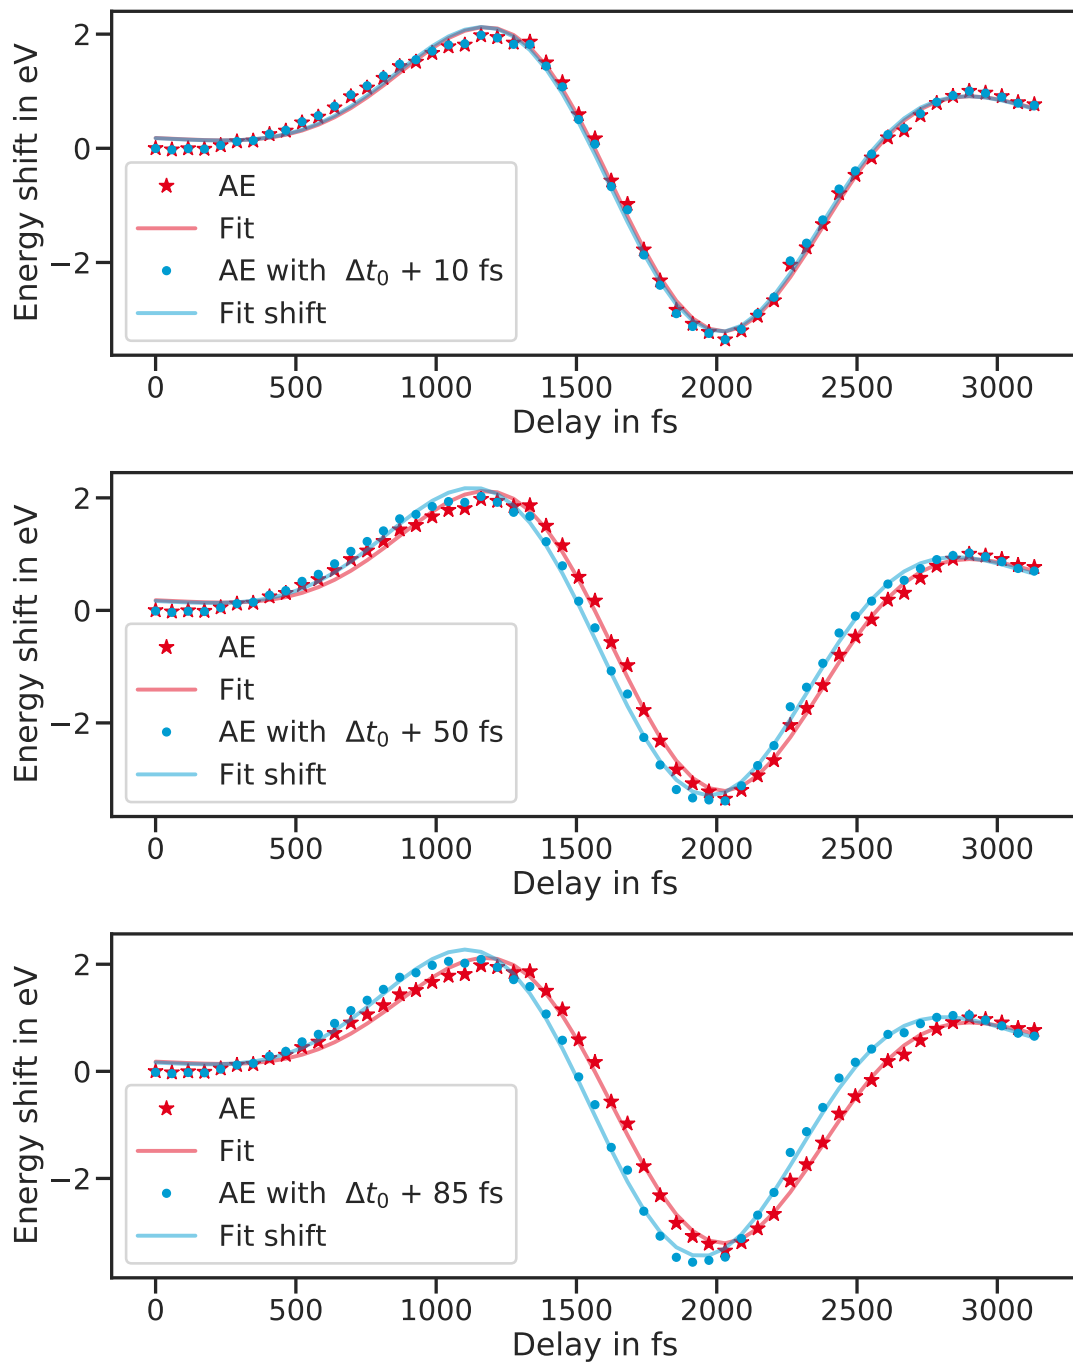 Energy shift in eV
2
0
−2
AE
Fit
AE with Δt₀ + 10 fs
Fit shift
0 500 1000 1500 2000 2500 3000
Delay in fs
Energy shift in eV
2
0
−2
AE
Fit
AE with Δt₀ + 50 fs
Fit shift
0 500 1000 1500 2000 2500 3000
Delay in fs
Energy shift in eV
2
0
−2
AE
Fit
AE with Δt₀ + 85 fs
Fit shift
0 500 1000 1500 2000 2500 3000
Delay in fs